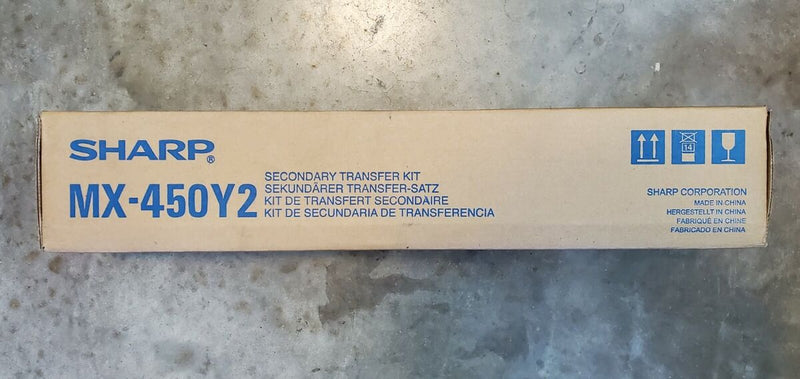 SHARP®
MX-450Y2
SECONDARY TRANSFER KIT
SEKUNDÄRER TRANSFER-SATZ
KIT DE TRANSFERT SECONDAIRE
KIT DE SECUNDARIA DE TRANSFERENCIA
14
SHARP CORPORATION
MADE IN CHINA
HERGESTELLT IN CHINA
FABRIQUÉ EN CHINE
FABRICADO EN CHINA